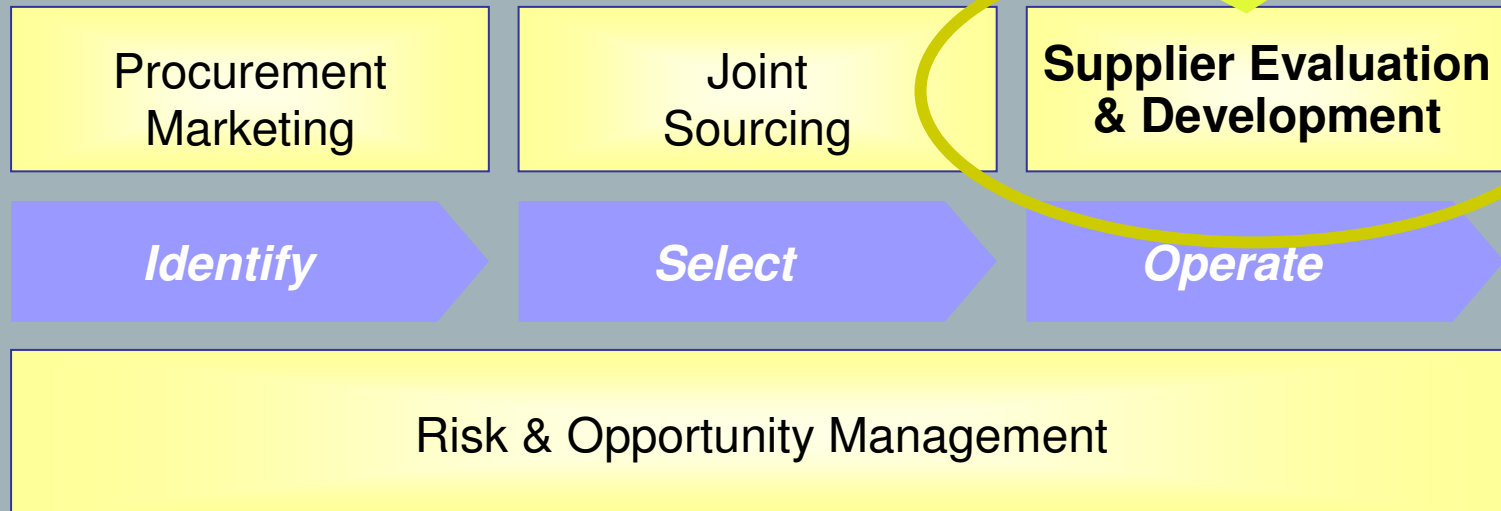 Procurement
Marketing
Joint
Sourcing
Supplier Evaluation
& Development
Identify
Select
Operate
Risk & Opportunity Management